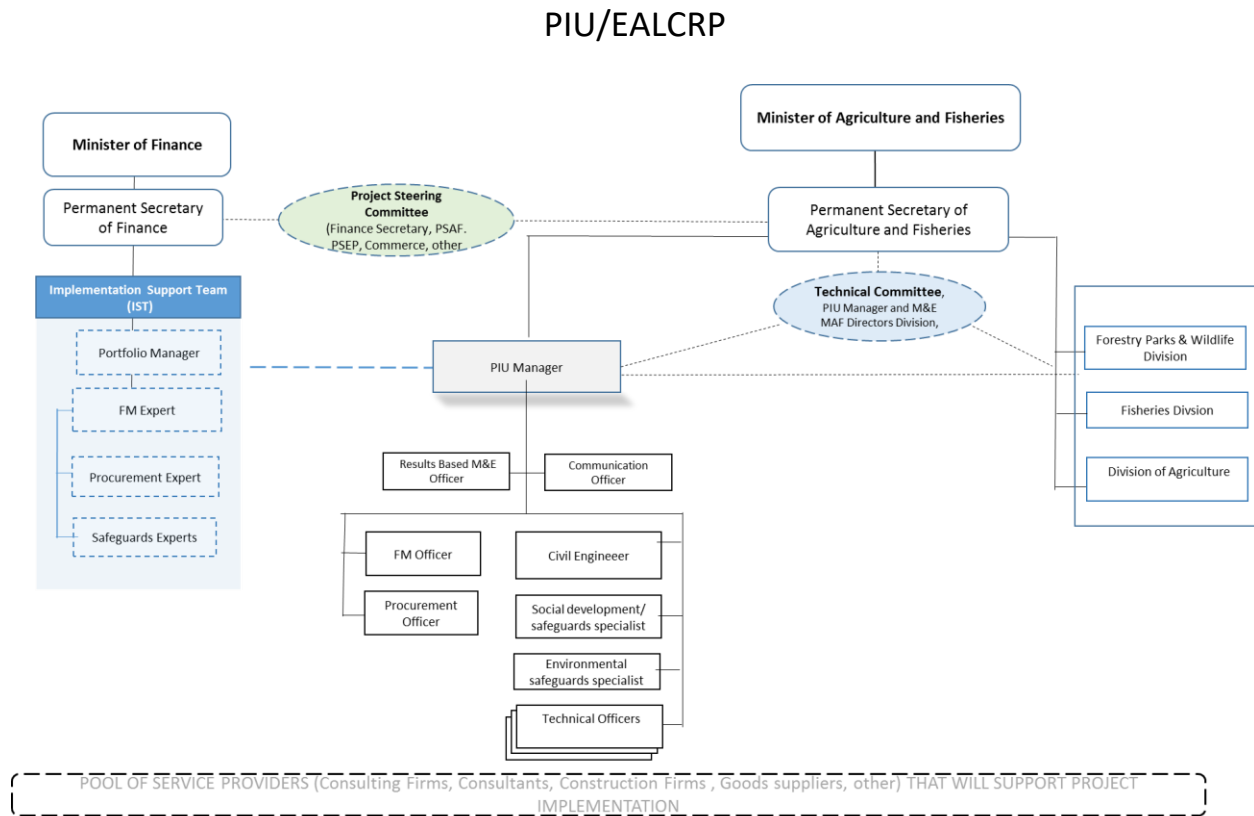 PIU/EALCRP
Minister of Finance
Minister of Agriculture and Fisheries
Permanent Secretary
of Finance
Project Steering
Committee
(Finance Secretary, PSAF.
PSEP, Commerce, other
Permanent Secretary of
Agriculture and Fisheries
Implementation Support Team
(IST)
Portfolio Manager
FM Expert
Procurement Expert
Safeguards Experts
Technical Committee,
PIU Manager and M&E
MAF Directors Division,
PIU Manager
Forestry Parks & Wildlife
Division
Fisheries Divsion
Division of Agriculture
Results Based M&E
Officer
Communication
Officer
FM Officer
Procurement
Officer
Civil Engineeer
Social development/
safeguards specialist
Environmental
safeguards specialist
Technical Officers
POOL OF SERVICE PROVIDERS (Consulting Firms, Consultants, Construction Firms , Goods suppliers, other) THAT WILL SUPPORT PROJECT
IMPLEMENTATION